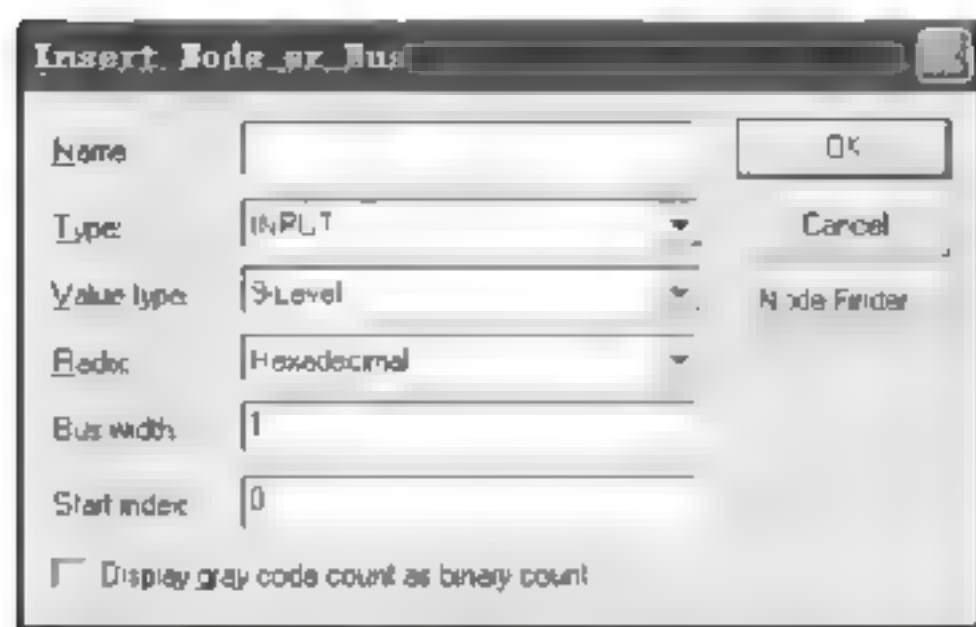 Insert Node or Bus
Name
OK
Type:
INPUT
Cancel
Value type:
9-Level
Node Finder
Radix:
Hexadecimal
Bus width:
1
Start index:
0
Display gray code count as binary count